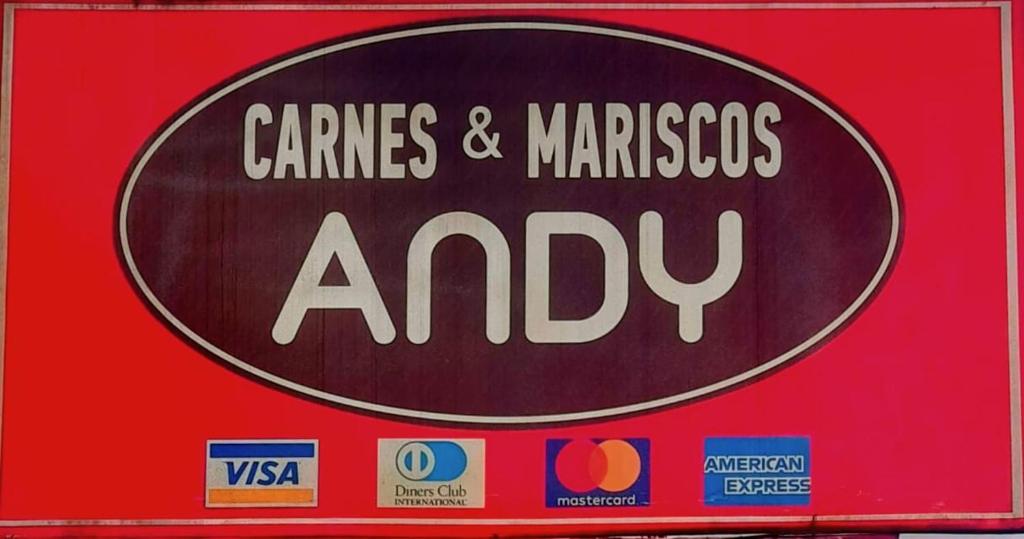 CARNES & MARISCOS
ANDY
VISA
Diners Club
INTERNATIONAL
mastercard
AMERICAN
EXPRESS